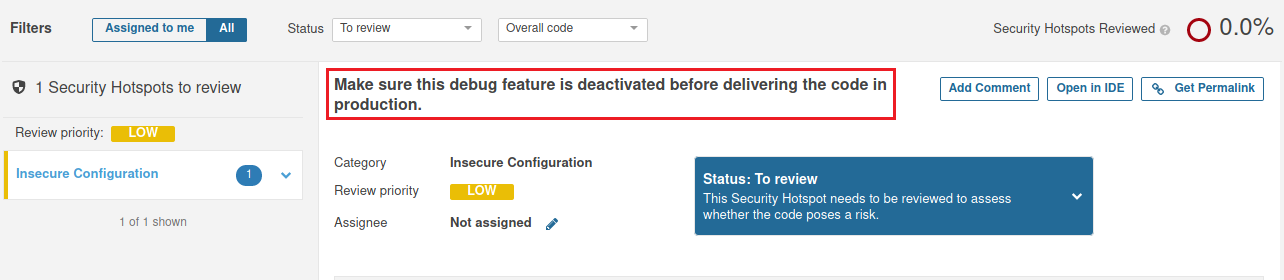 Filters
Assigned to me All
Status To review Overall code
Security Hotspots Reviewed ? 0.0%
1 Security Hotspots to review
Review priority: LOW
Insecure Configuration 1
1 of 1 shown
Make sure this debug feature is deactivated before delivering the code in
production.
Add Comment Open in IDE Get Permalink
Category Insecure Configuration
Review priority LOW
Assignee Not assigned
Status: To review
This Security Hotspot needs to be reviewed to assess
whether the code poses a risk.